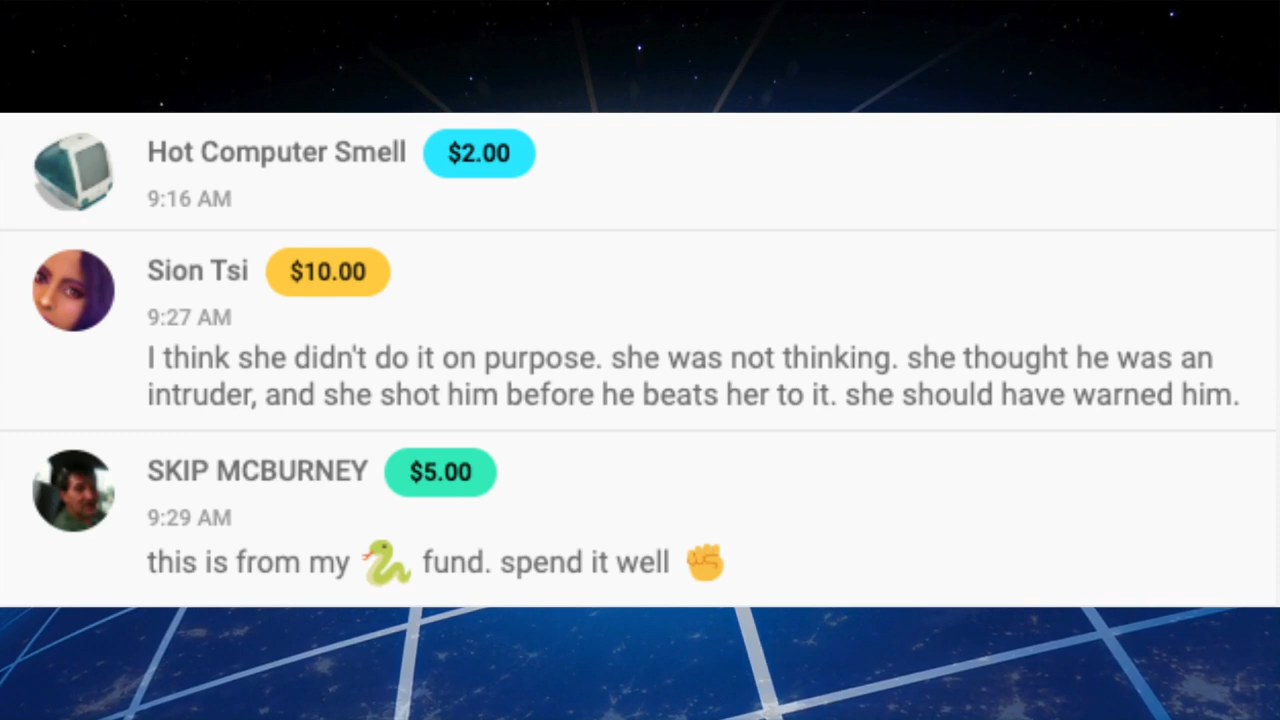 Hot Computer Smell $2.00
9:16 AM
Sion Tsi $10.00
9:27 AM
I think she didn't do it on purpose. she was not thinking. she thought he was an
intruder, and she shot him before he beats her to it. she should have warned him.
SKIP MCBURNEY $5.00
9:29 AM
this is from my 🐍 fund. spend it well ✊